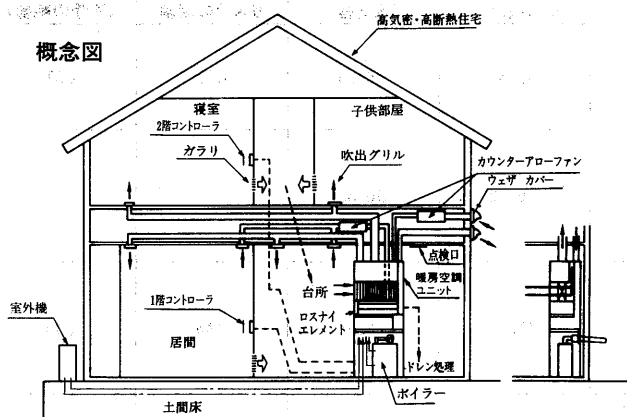 高気密・高断熱住宅
概念図
寝室
子供部屋
2階コントローラ
ガラリ
吹出グリル
カウンターアローファン
ウェザ カバー
点検口
台所
暖房空調
ユニット
1階コントローラ
ロスナイ
エレメント
室外機
居間
ドレン処理
ボイラー
土間床